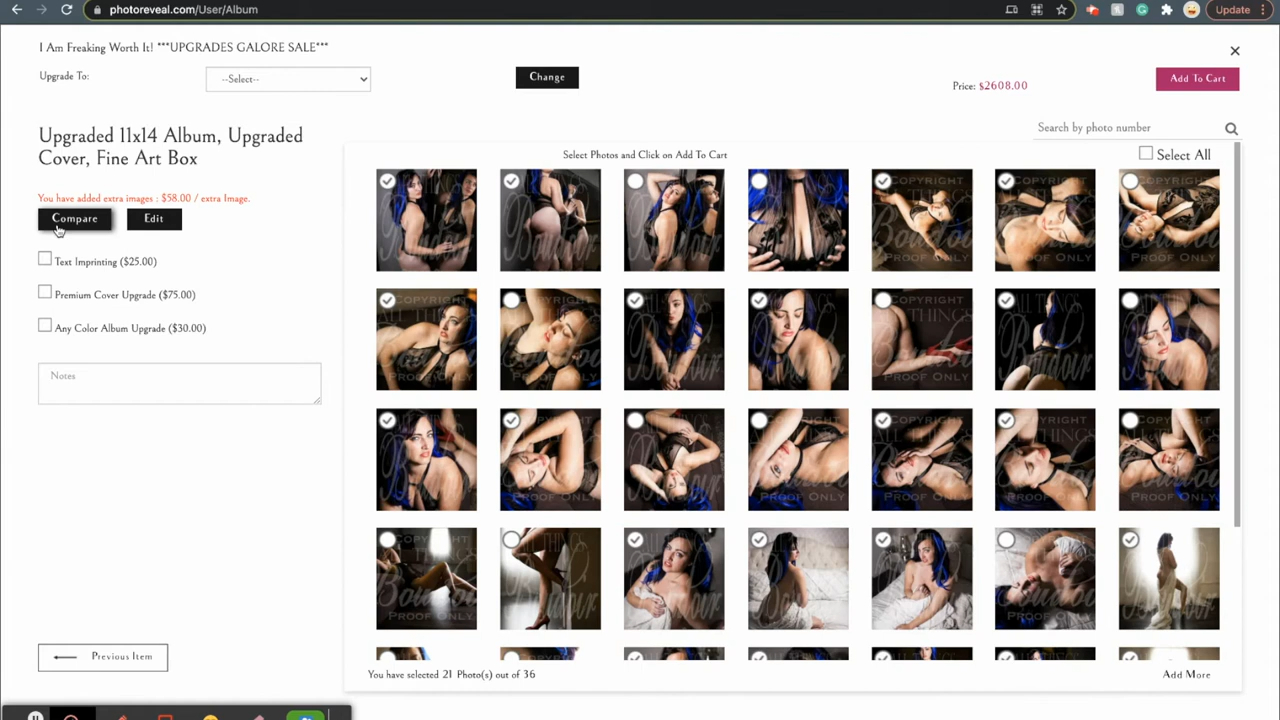 photoreveal.com/User/Album
Update
I Am Freaking Worth It! ***UPGRADES GALORE SALE***
Upgrade To:
--Select--
Change
Price: $2608.00
Add To Cart
Search by photo number
Upgraded 11x14 Album, Upgraded
Cover, Fine Art Box
Select Photos and Click on Add To Cart
Select All
You have added extra images : $58.00 / extra Image.
Compare
Edit
Text Imprinting ($25.00)
Premium Cover Upgrade ($75.00)
Any Color Album Upgrade ($30.00)
Notes
Previous Item
You have selected 21 Photo(s) out of 36
Add More